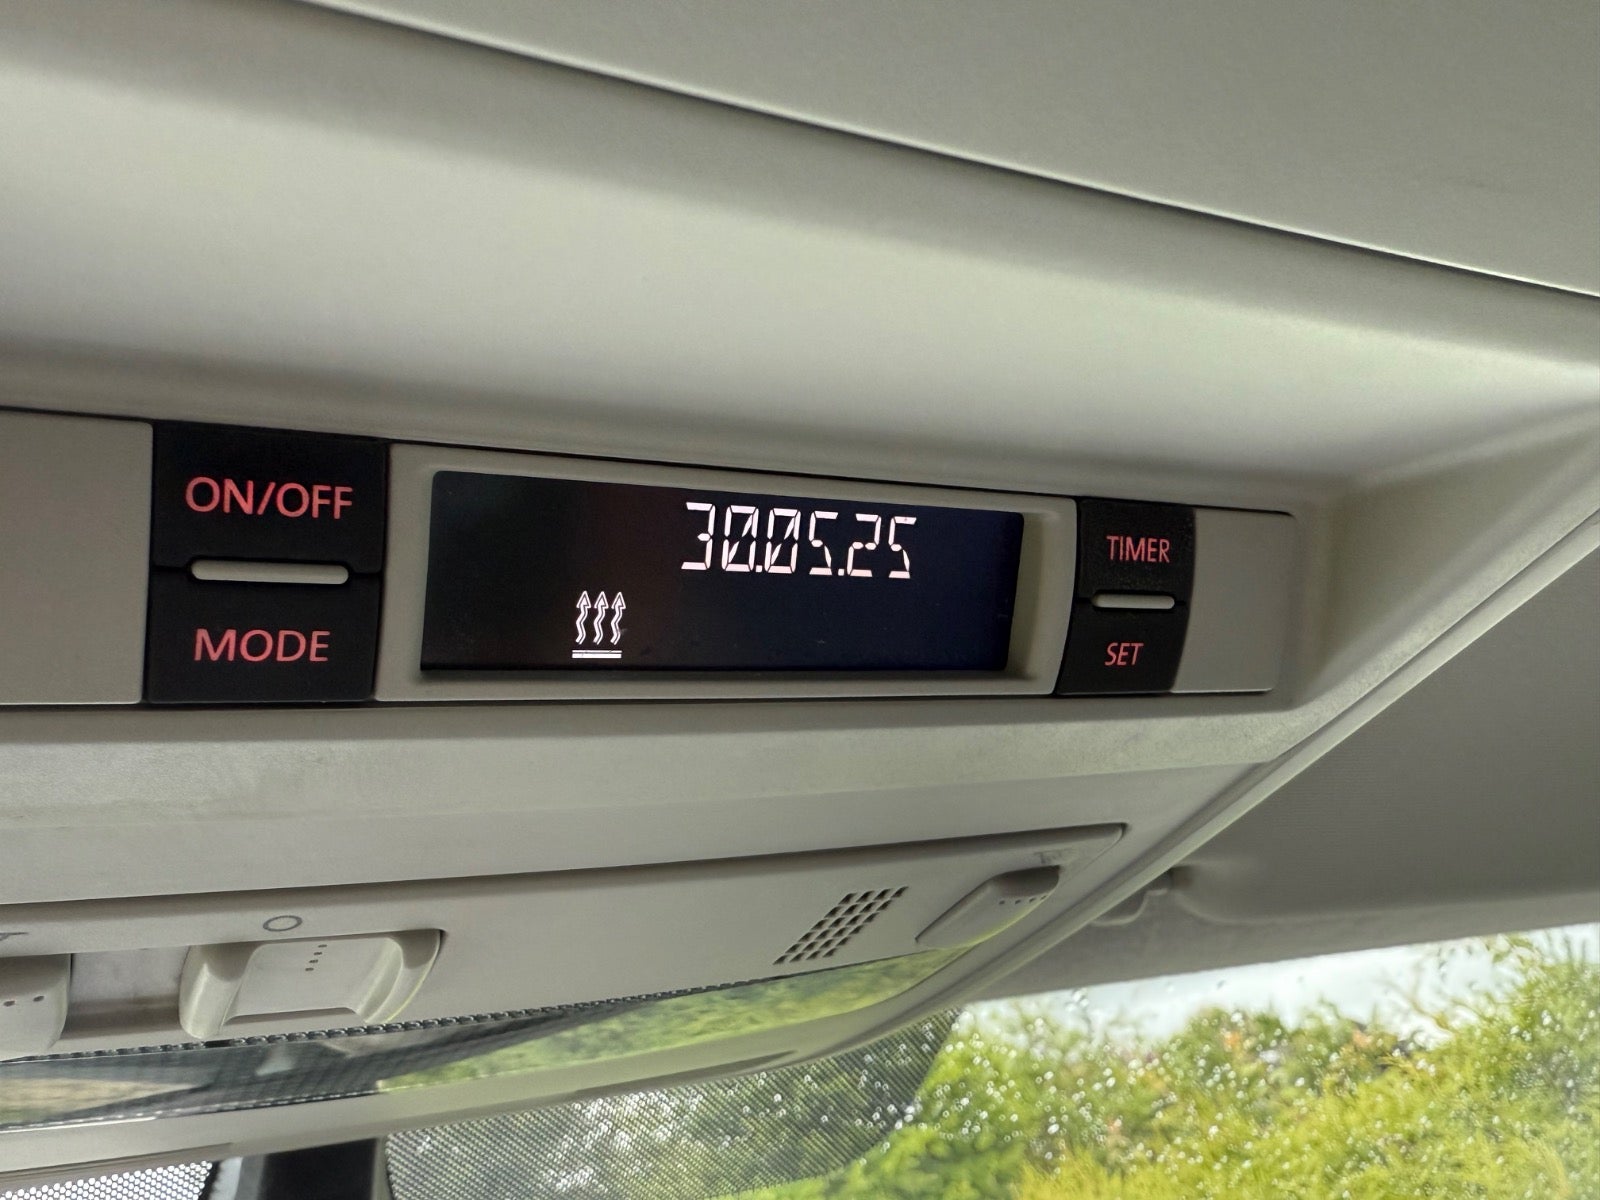 ON/OFF
MODE
30.05.25
TIMER
SET